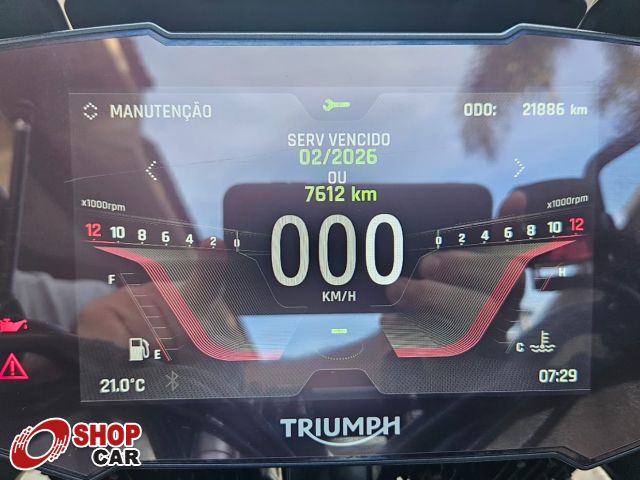 MANUTENÇÃO
ODO: 21886 km
SERV VENCIDO
02/2026
OU
7612 km
x1000rpm
x1000rpm
12 10 8 6 4 2 0
0 2 4 6 8 10 12
000
KM/H
F
H
E
C
21.0°C
07:29
TRIUMPH
SHOP
CAR